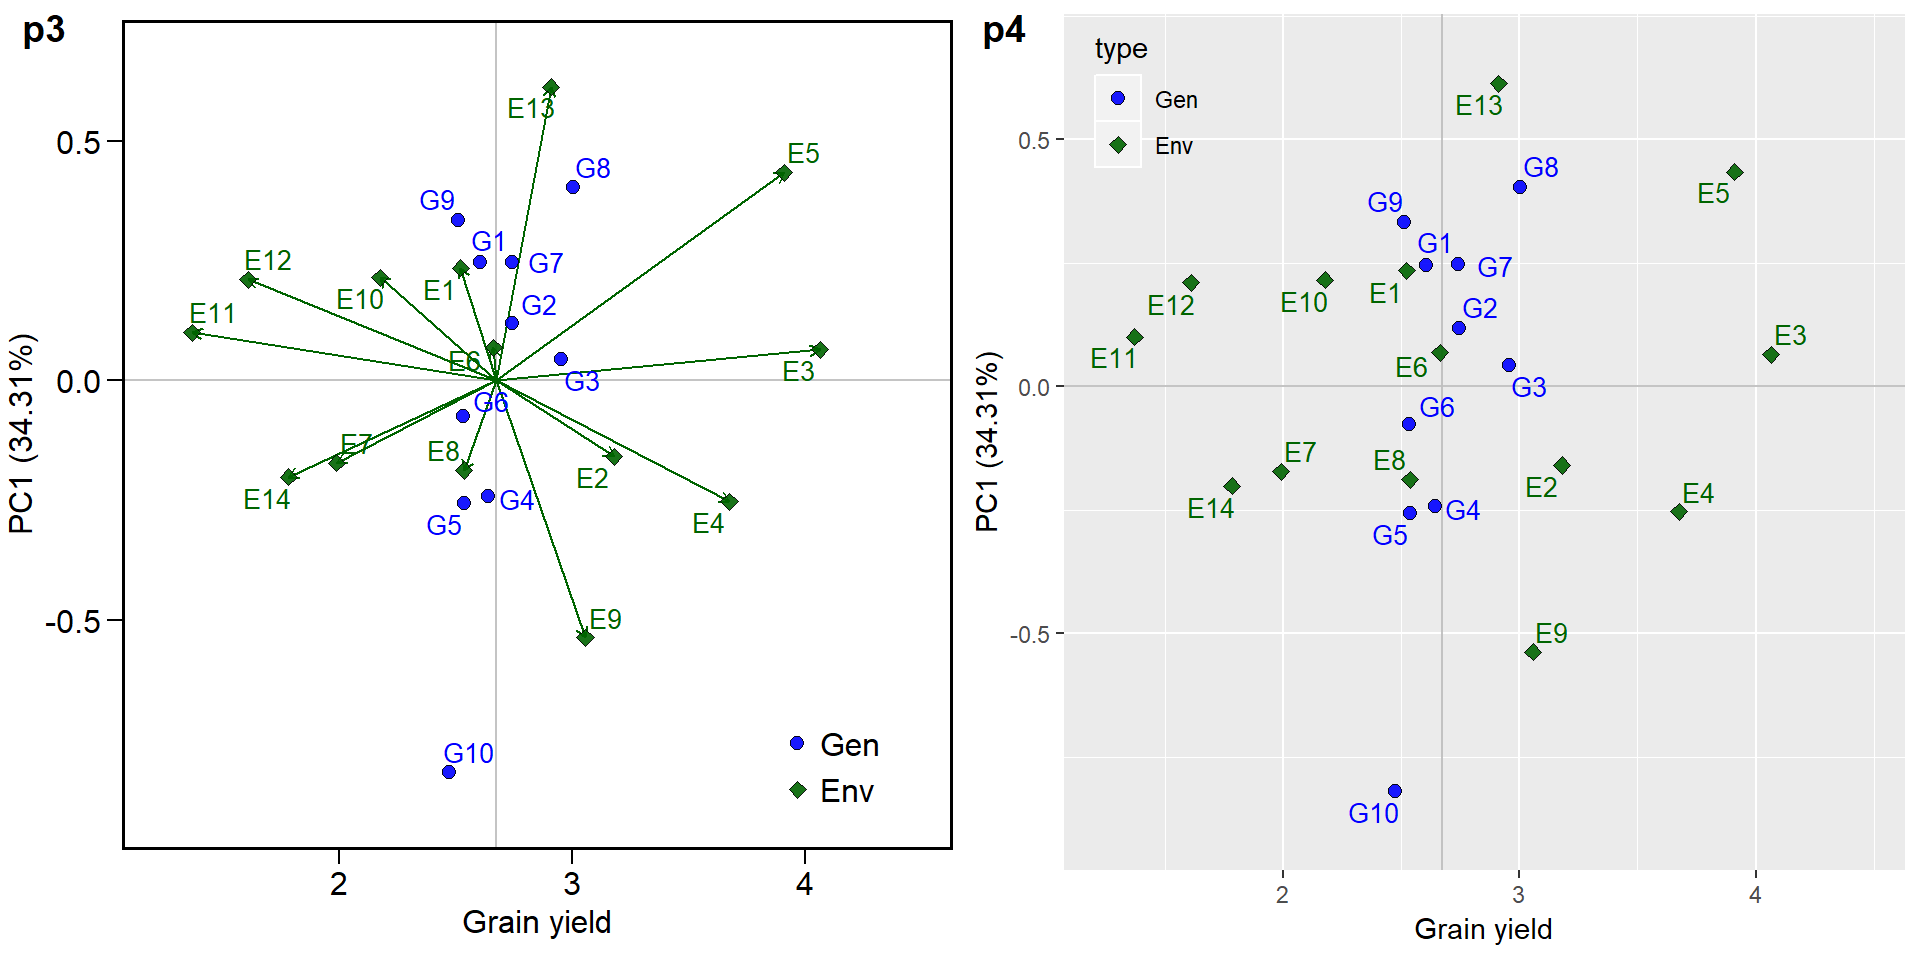 p3
E13
E5
G8
G9
G1
G7
E12
E10
E1
E11
G2
E6
E3
G3
G6
E7
E8
E2
E14
G4
G5
E4
E9
G10
Gen
Env
0.5
0.0
-0.5
2 3 4
Grain yield
PC1 (34.31%)
p4
type
Gen
Env
E13
G8
E5
G9
G1
G7
E1
E12
E10
G2
E3
E11
E6
G3
G6
E7
E8
E2
E4
E14
G4
G5
E9
G10
0.5
0.0
-0.5
2 3 4
Grain yield
PC1 (34.31%)